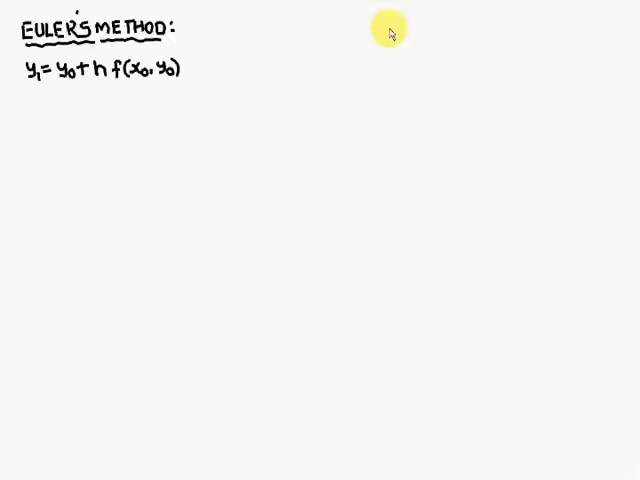 EULER'S METHOD:
y₁ = y₀ + h f(x₀, y₀)